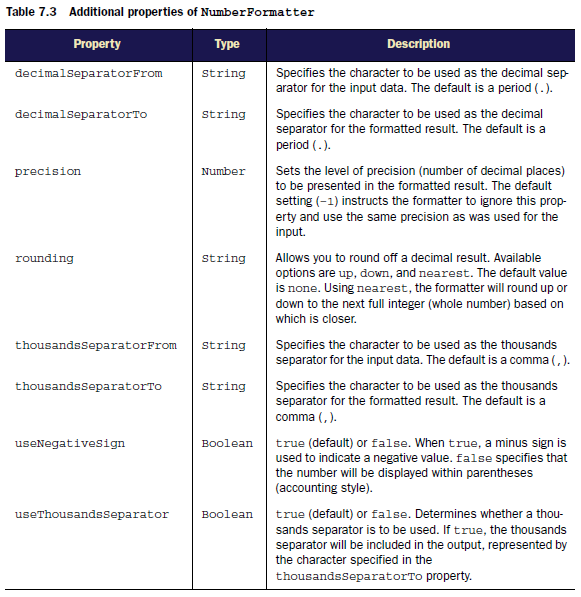 Table 7.3 Additional properties of NumberFormatter
Property Type Description
decimalSeparatorFrom String Specifies the character to be used as the decimal sep-
arator for the input data. The default is a period (.).
decimalSeparatorTo String Specifies the character to be used as the decimal
separator for the formatted result. The default is a
period (.).
precision Number Sets the level of precision (number of decimal places)
to be presented in the formatted result. The default
setting (-1) instructs the formatter to ignore this prop-
erty and use the same precision as was used for the
input.
rounding String Allows you to round off a decimal result. Available
options are up, down, and nearest. The default value
is none. Using nearest, the formatter will round up or
down to the next full integer (whole number) based on
which is closer.
thousandsSeparatorFrom String Specifies the character to be used as the thousands
separator for the input data. The default is a comma (,).
thousandsSeparatorTo String Specifies the character to be used as the thousands
separator for the formatted result. The default is a
comma (,).
useNegativeSign Boolean true (default) or false. When true, a minus sign is
used to indicate a negative value. false specifies that
the number will be displayed within parentheses
(accounting style).
useThousandsSeparator Boolean true (default) or false. Determines whether a thou-
sands separator is to be used. If true, the thousands
separator will be included in the output, represented by
the character specified in the
thousandsSeparatorTo property.